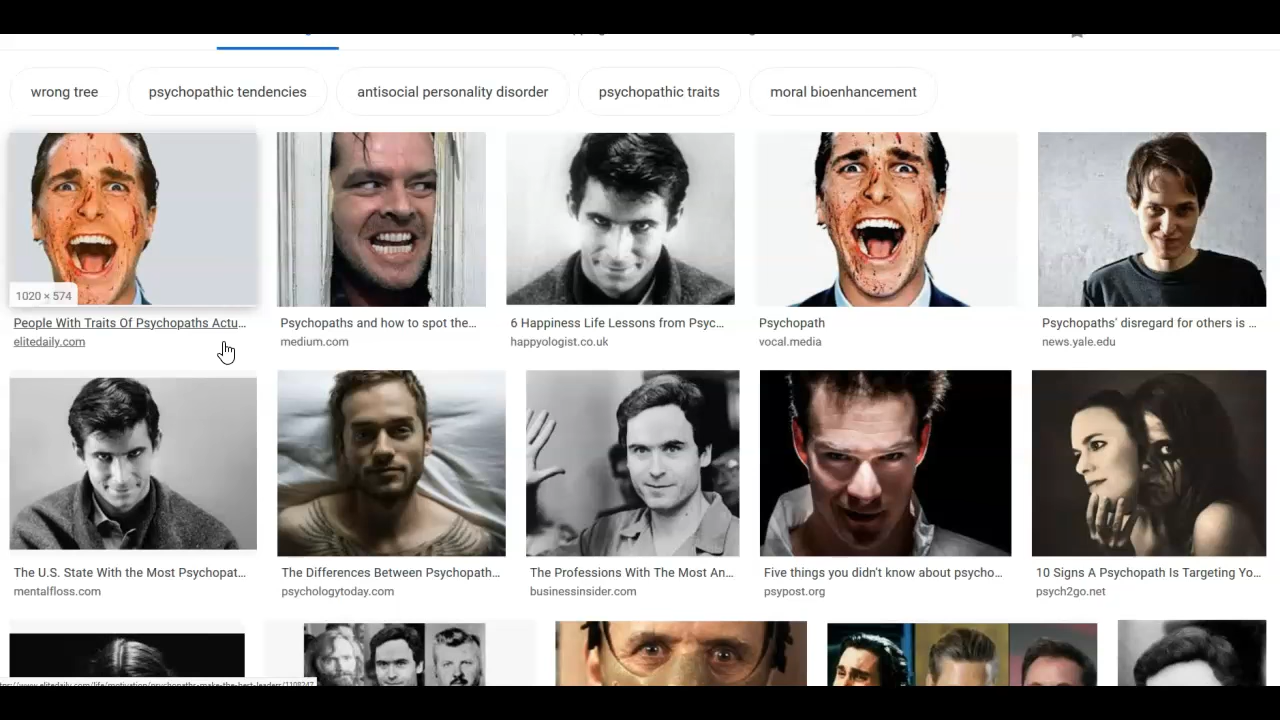 wrong tree
psychopathic tendencies
antisocial personality disorder
psychopathic traits
moral bioenhancement
1020 × 574
People With Traits Of Psychopaths Actu...
elitedaily.com
Psychopaths and how to spot the...
medium.com
6 Happiness Life Lessons from Psyc...
happyologist.co.uk
Psychopath
vocal.media
Psychopaths' disregard for others is ...
news.yale.edu
The U.S. State With the Most Psychopat...
mentalfloss.com
The Differences Between Psychopath...
psychologytoday.com
The Professions With The Most An...
businessinsider.com
Five things you didn't know about psycho...
psypost.org
10 Signs A Psychopath Is Targeting Yo...
psych2go.net